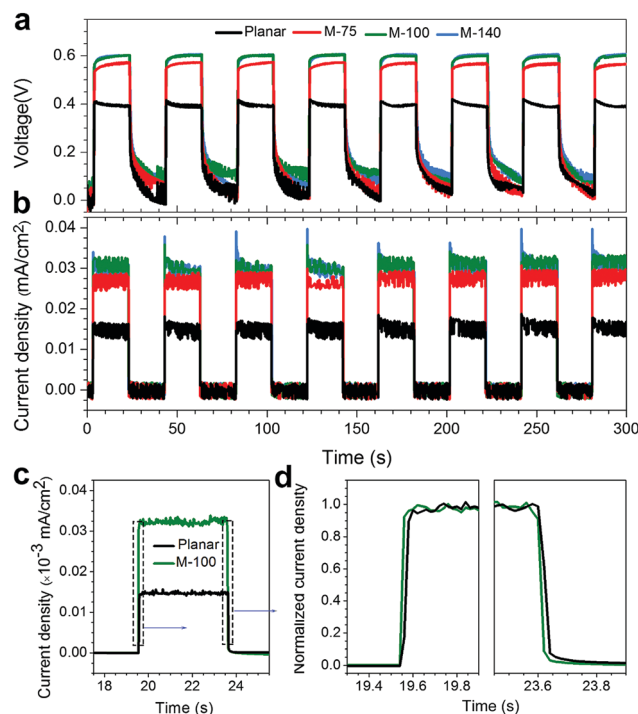 a
Planar M-75 M-100 M-140
Voltage(V)
0.6
0.4
0.2
0.0
b
Current density (mA/cm²)
0.04
0.03
0.02
0.01
0.00
0 50 100 150 200 250 300
Time (s)
c
Current density (×10⁻³ mA/cm²)
0.04
0.03
0.02
0.01
0.00
Planar
M-100
18 20 22 24
Time (s)
d
Normalized current density
1.0
0.8
0.6
0.4
0.2
0.0
19.4 19.6 19.8 23.6 23.8
Time (s)